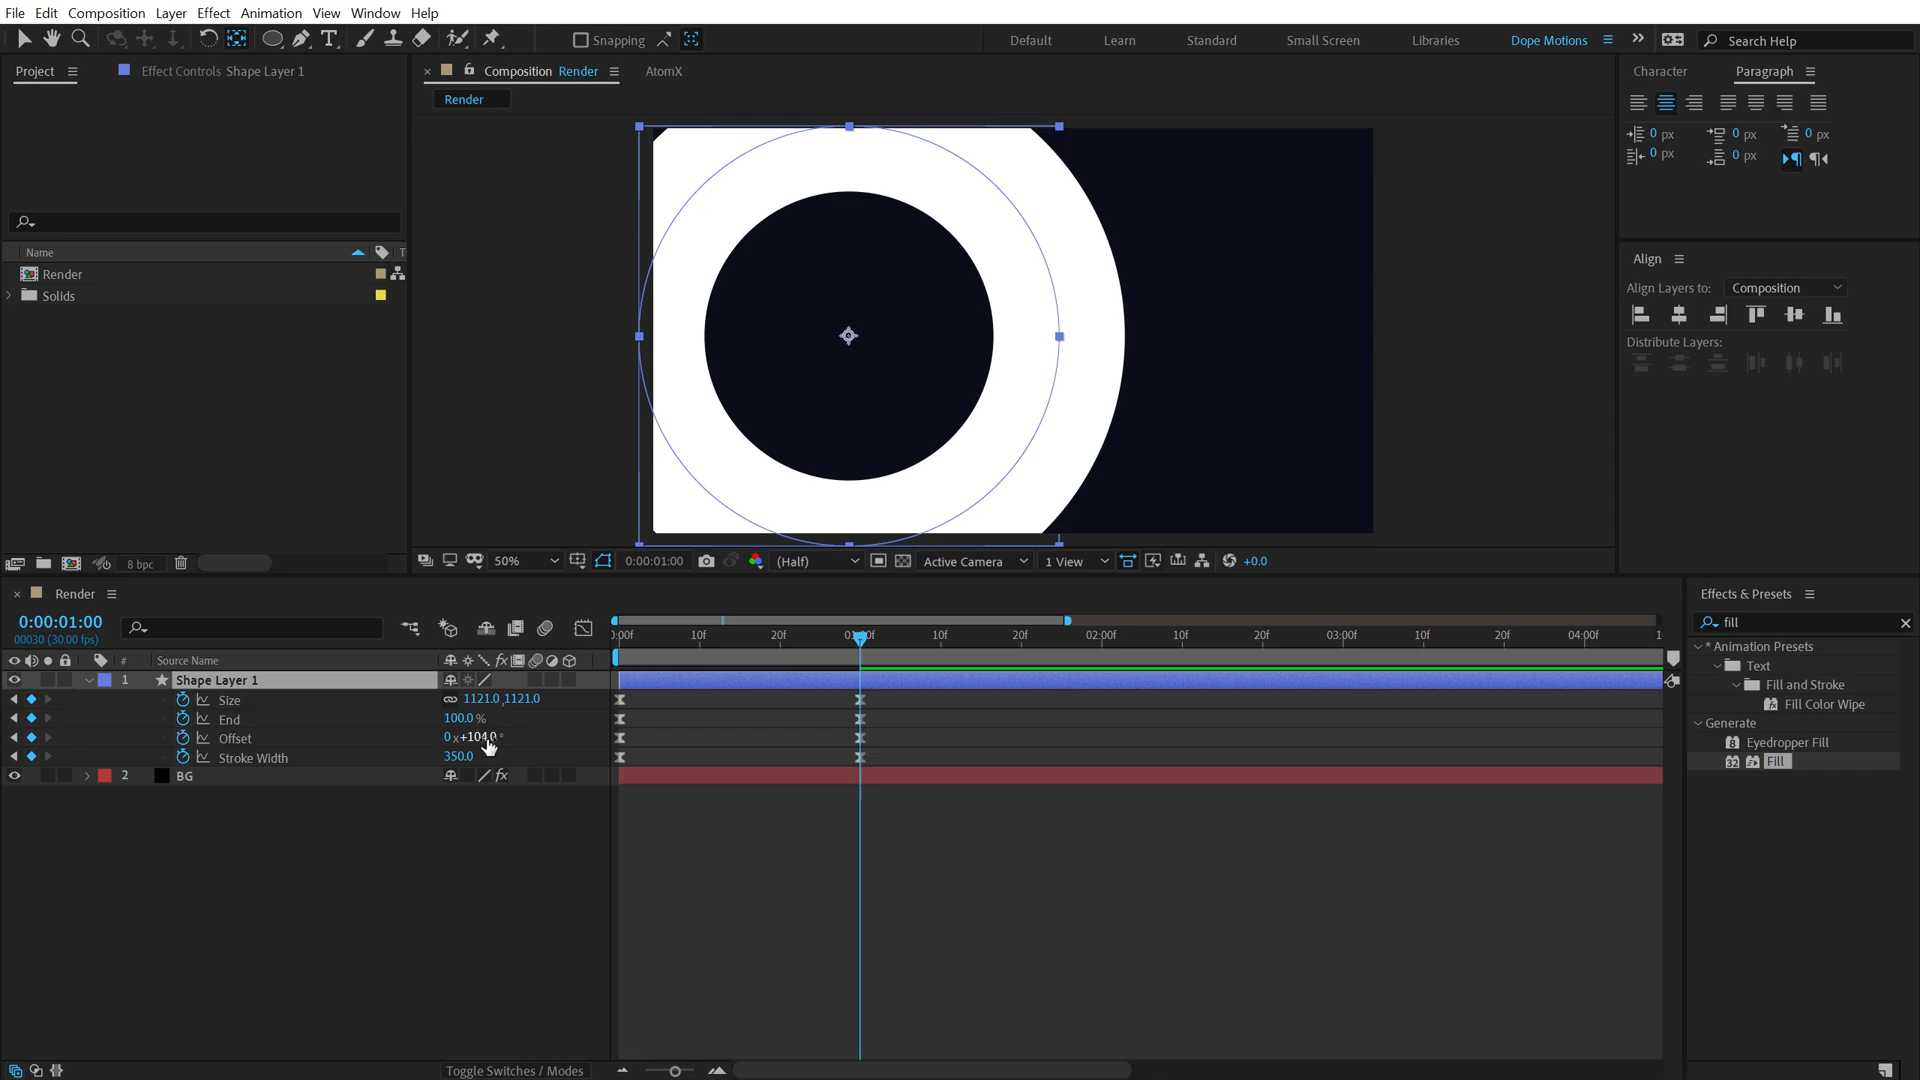 File Edit Composition Layer Effect Animation View Window Help
Snapping Default Learn Standard Small Screen Libraries Dope Motions Search Help
Project Effect Controls Shape Layer 1 Composition Render AtomX Character Paragraph
Render
0 px 0 px 0 px
0 px 0 px
Name T
Render
Solids
Align
Align Layers to: Composition
Distribute Layers:
8 bpc 50% 0:00:01:00 (Half) Active Camera 1 View +0.0
Render
0:00:01:00
00030 (30.00 fps)
0:00f 10f 20f 01:00f 10f 20f 02:00f 10f 20f 03:00f 10f 20f 04:00f 1
# Source Name fx
1 Shape Layer 1
Size 1121.0,1121.0
End 100.0 %
Offset 0 x+104.0 °
Stroke Width 350.0
2 BG fx
Effects & Presets
fill
* Animation Presets
Text
Fill and Stroke
Fill Color Wipe
Generate
8 Eyedropper Fill
32 Fill
Toggle Switches / Modes